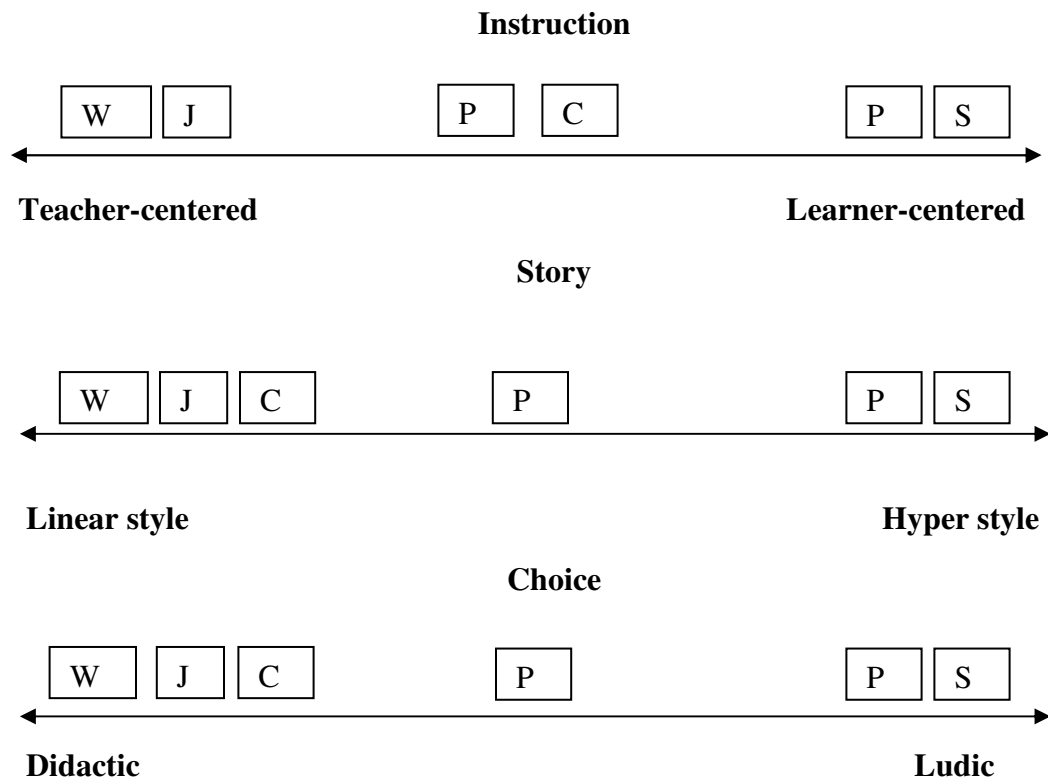 Instruction
W J P C P S
Teacher-centered Learner-centered
Story
W J C P P S
Linear style Hyper style
Choice
W J C P P S
Didactic Ludic